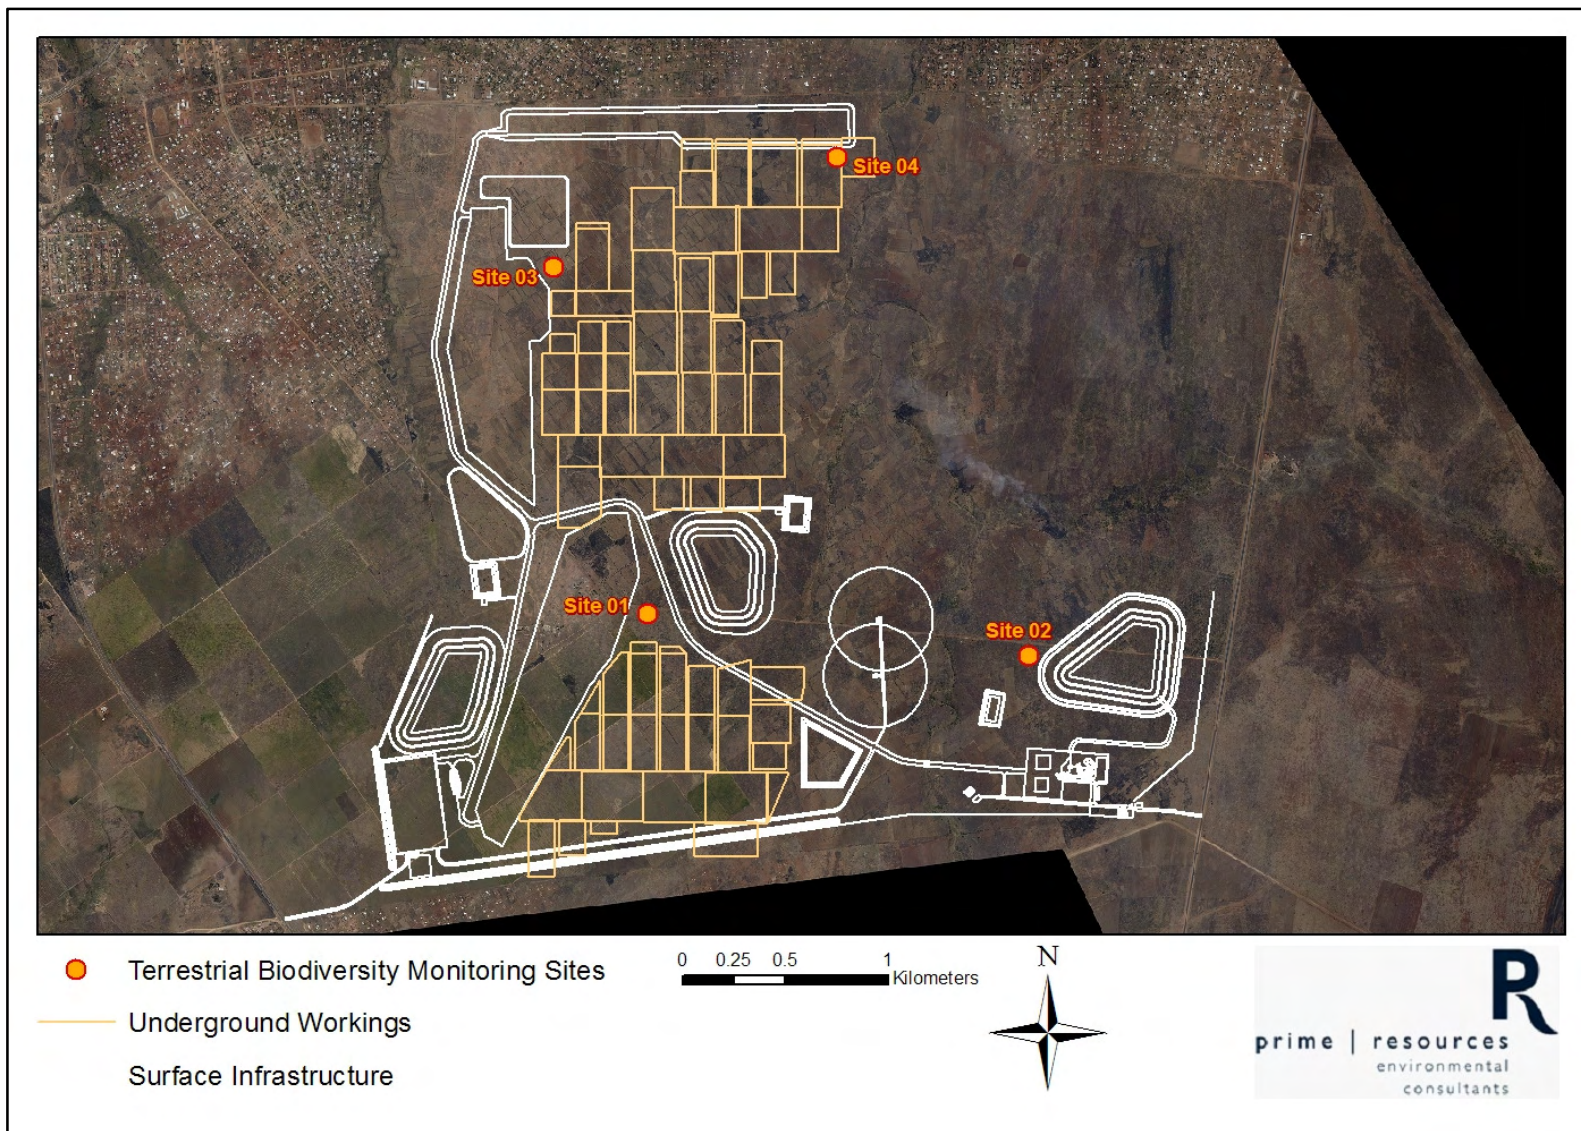 Site 04
Site 03
Site 01
Site 02
Terrestrial Biodiversity Monitoring Sites
Underground Workings
Surface Infrastructure
0 0.25 0.5 1
Kilometers
N
PR
prime | resources
environmental
consultants